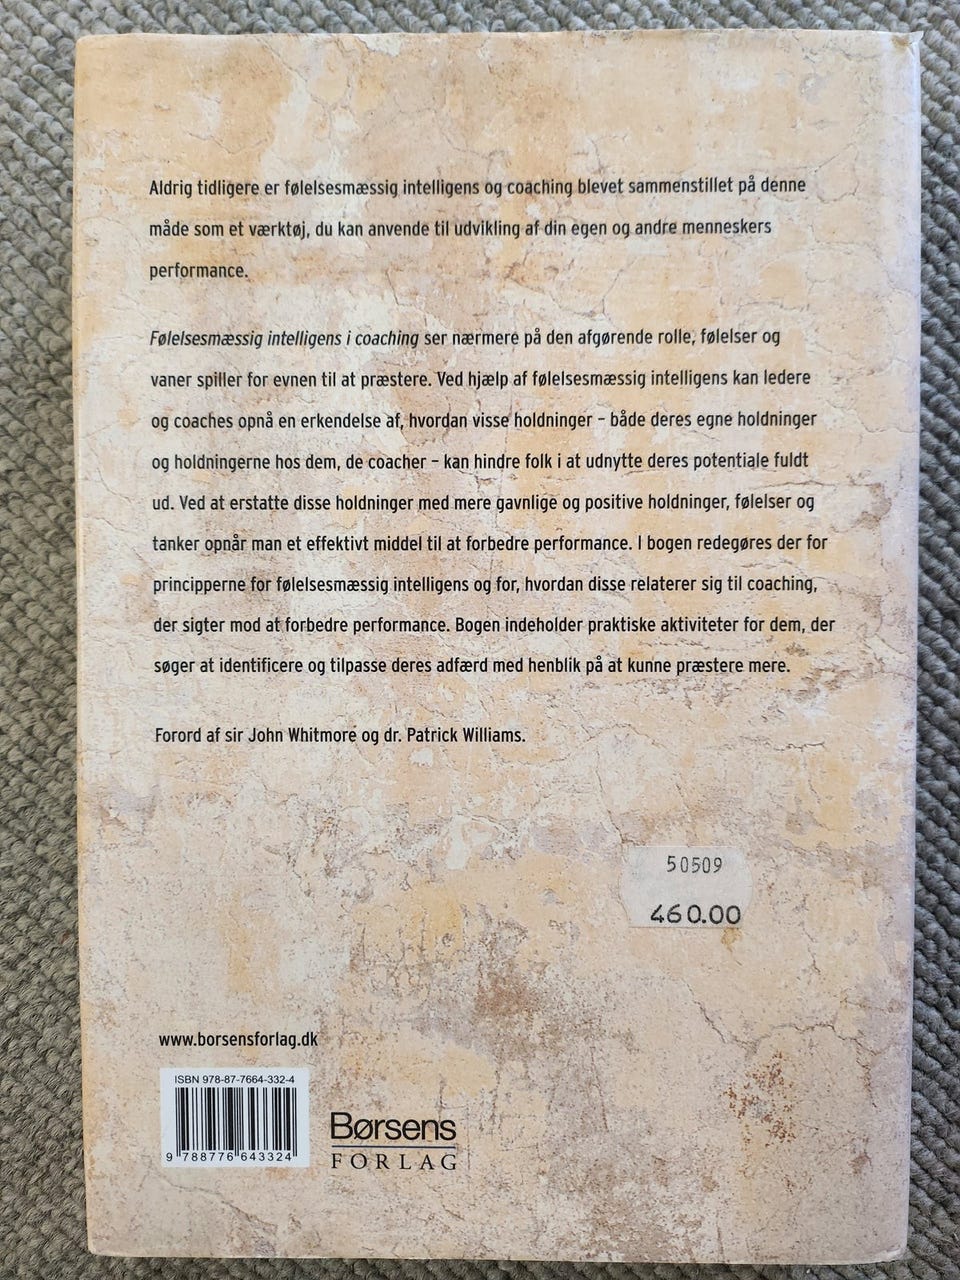 Aldrig tidligere er følelsesmæssig intelligens og coaching blevet sammenstillet på denne
måde som et værktøj, du kan anvende til udvikling af din egen og andre menneskers
performance.
Følelsesmæssig intelligens i coaching ser nærmere på den afgørende rolle, følelser og
vaner spiller for evnen til at præstere. Ved hjælp af følelsesmæssig intelligens kan ledere
og coaches opnå en erkendelse af, hvordan visse holdninger – både deres egne holdninger
og holdningerne hos dem, de coacher – kan hindre folk i at udnytte deres potentiale fuldt
ud. Ved at erstatte disse holdninger med mere gavnlige og positive holdninger, følelser og
tanker opnår man et effektivt middel til at forbedre performance. I bogen redegøres der for
principperne for følelsesmæssig intelligens og for, hvordan disse relaterer sig til coaching,
der sigter mod at forbedre performance. Bogen indeholder praktiske aktiviteter for dem, der
søger at identificere og tilpasse deres adfærd med henblik på at kunne præstere mere.
Forord af sir John Whitmore og dr. Patrick Williams.
50509
460.00
www.borsensforlag.dk
ISBN 978-87-7664-332-4
9 788776 643324
Børsens
FORLAG